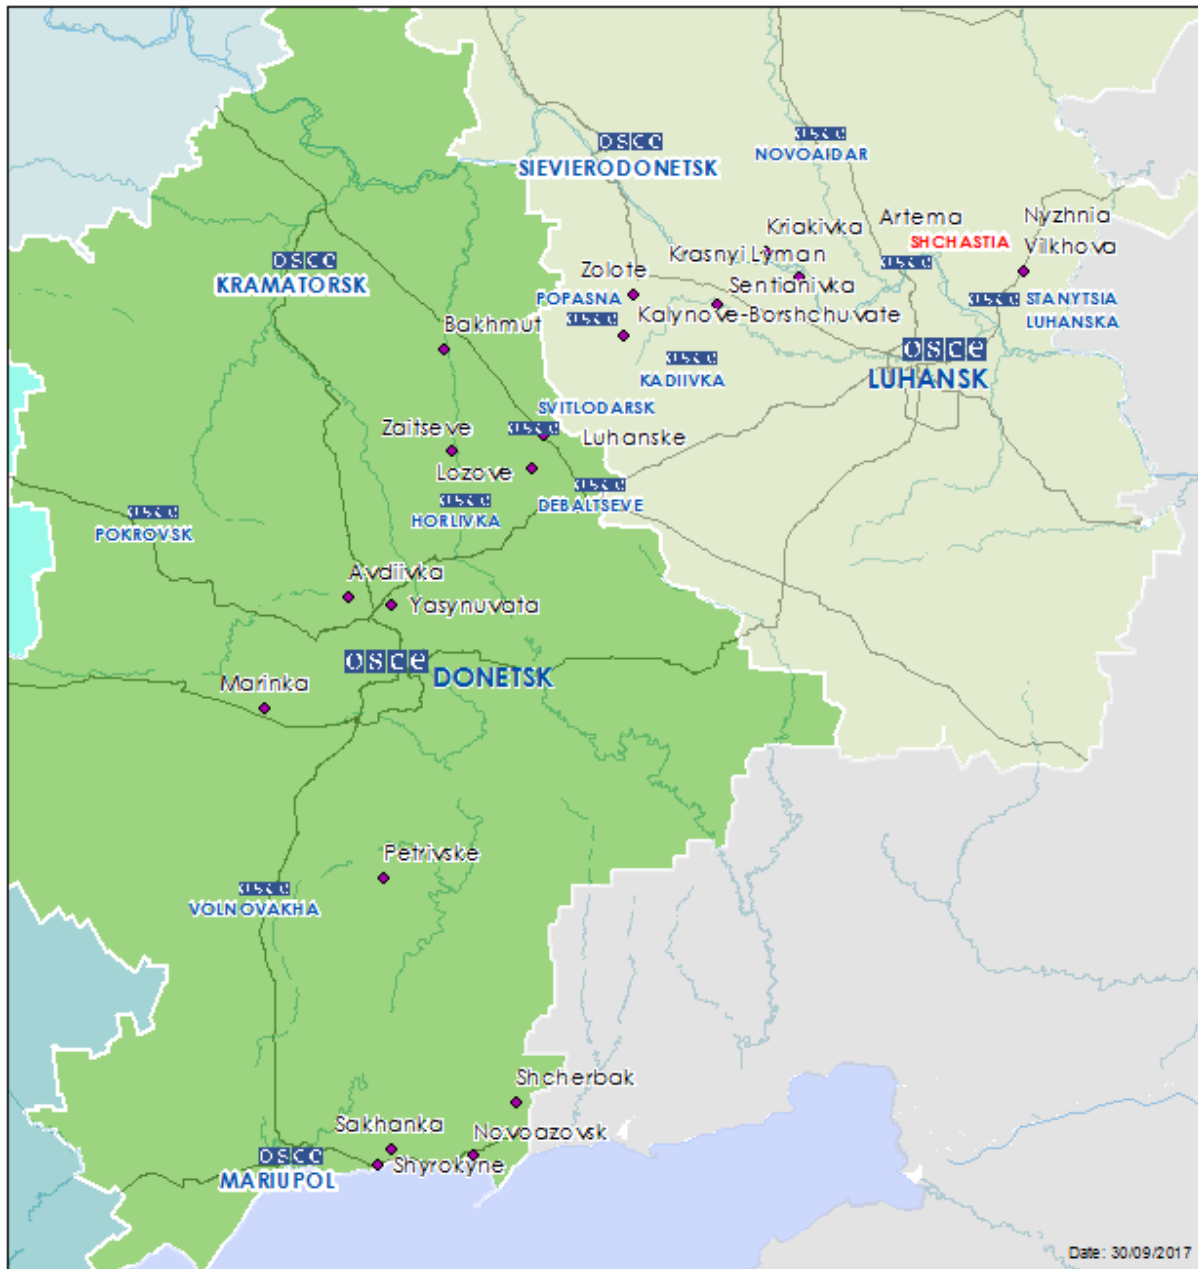 osce
SIEVIERODONETSK
osce
NOVOAIDAR
Artema
SHCHASTIA
osce
Nyzhnia
Vilkhova
osce
STANYTSIA
LUHANSKA
Kriakivka
Krasnyi Lyman
Sentianivka
Zolote
POPASNA
osce
Kalynove-Borshchuvate
osce
KRAMATORSK
Bakhmut
osce
KADIIVKA
osce
LUHANSK
SVITLODARSK
osce
Luhanske
Zaitseve
Lozove
osce
HORLIVKA
osce
DEBALTSEVE
osce
POKROVSK
Avdiivka
Yasynuvata
osce
DONETSK
Marinka
Petrivske
osce
VOLNOVAKHA
Shcherbak
Sakhanka
Novoazovsk
Shyrokyne
osce
MARIUPOL
Date: 30/09/2017